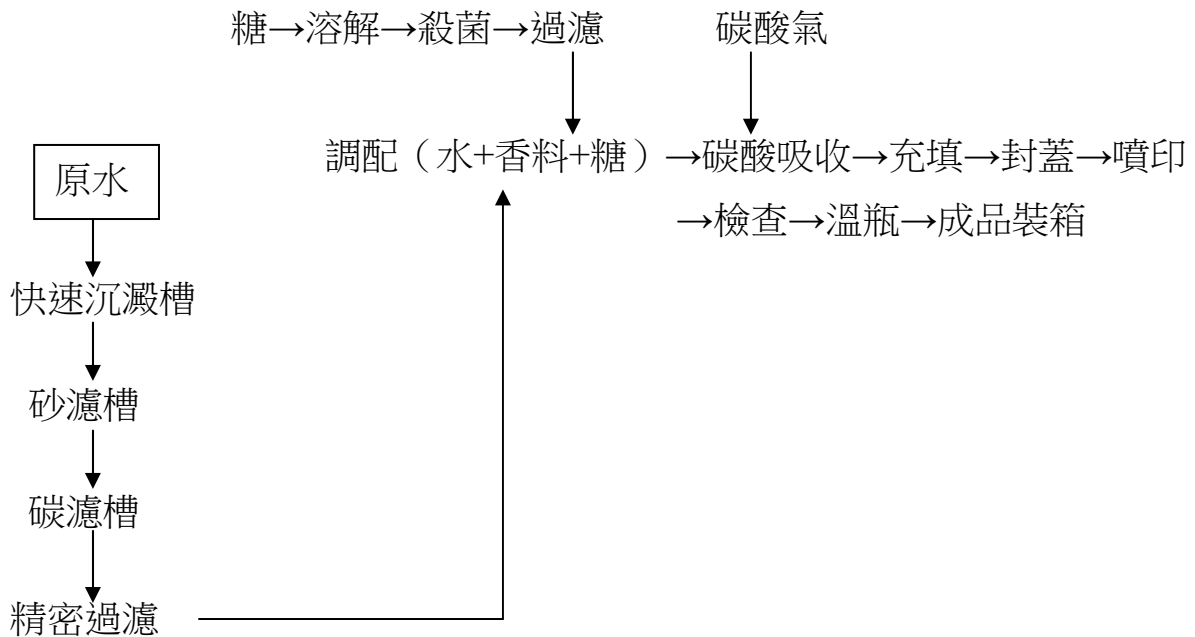 糖→溶解→殺菌→過濾
碳酸氣
調配（水+香料+糖）→碳酸吸收→充填→封蓋→噴印
→檢查→溫瓶→成品裝箱
原水
快速沉澱槽
砂濾槽
碳濾槽
精密過濾